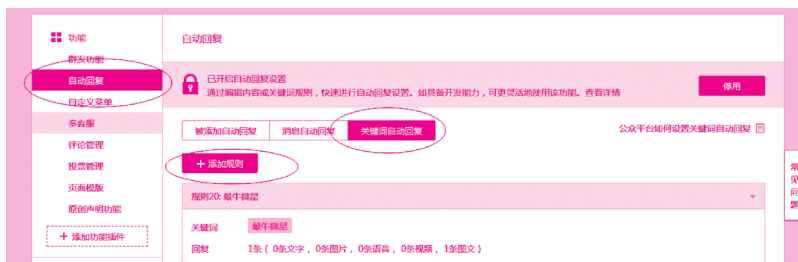 功能
群发功能
自动回复
自定义菜单
多客服
评论管理
投票管理
页面模版
原创声明功能
+ 添加功能插件
自动回复
已开启自动回复设置
通过编辑内容或关键词规则,快速进行自动回复设置。如具备开发能力,可更灵活地使用该功能。查看详情
停用
被添加自动回复 消息自动回复 关键词自动回复
公众平台如何设置关键词自动回复
+ 添加规则
规则20: 最牛微星
关键词 最牛微星
回复 1条 ( 0条文字 , 0条图片 , 0条语音 , 0条视频 , 1条图文 )
常见问题